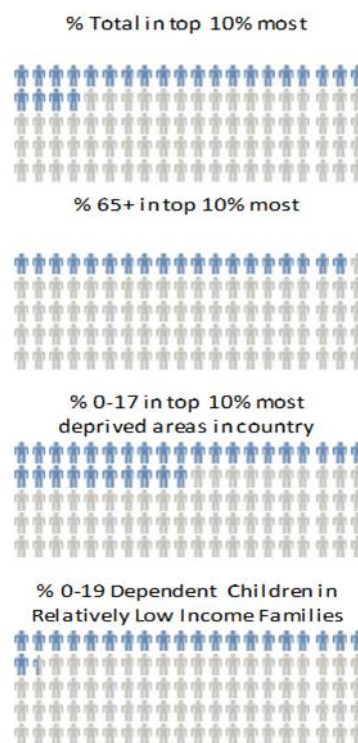 % Total in top 10% most
% 65+ in top 10% most
% 0-17 in top 10% most
deprived areas in country
% 0-19 Dependent Children in
Relatively Low Income Families